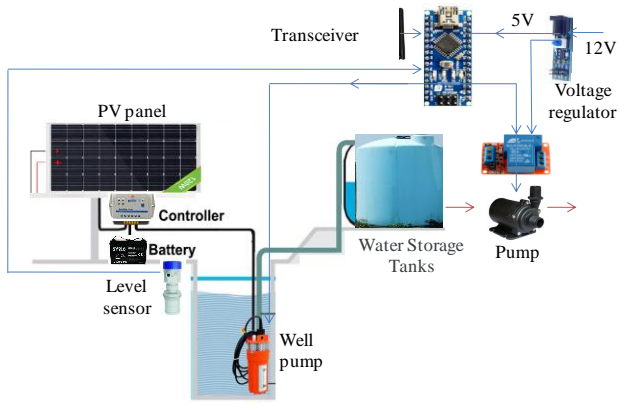 Transceiver
5V
12V
Voltage
regulator
PV panel
Controller
Battery
Level
sensor
Water Storage
Tanks
Pump
Well
pump